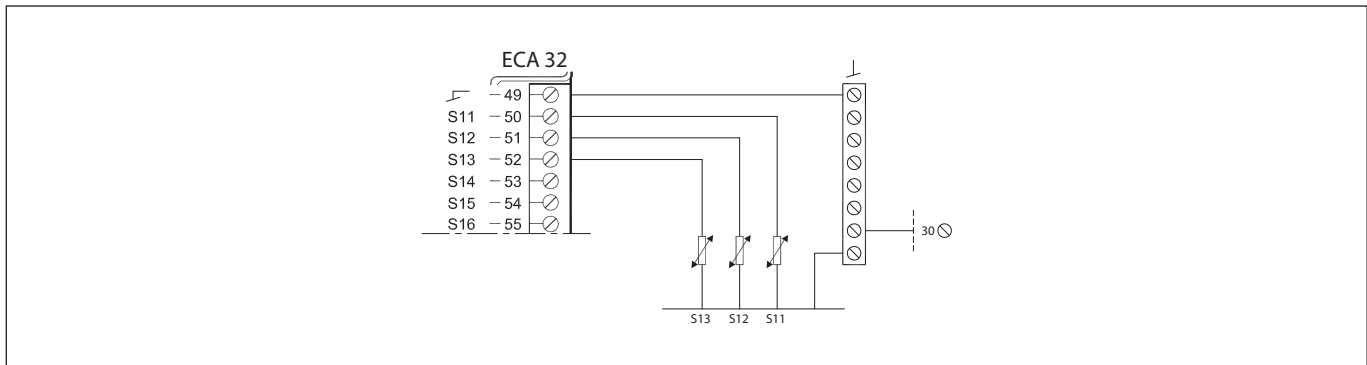 ECA 32
49
S11 – 50
S12 – 51
S13 – 52
S14 – 53
S15 – 54
S16 – 55
30
S13 S12 S11